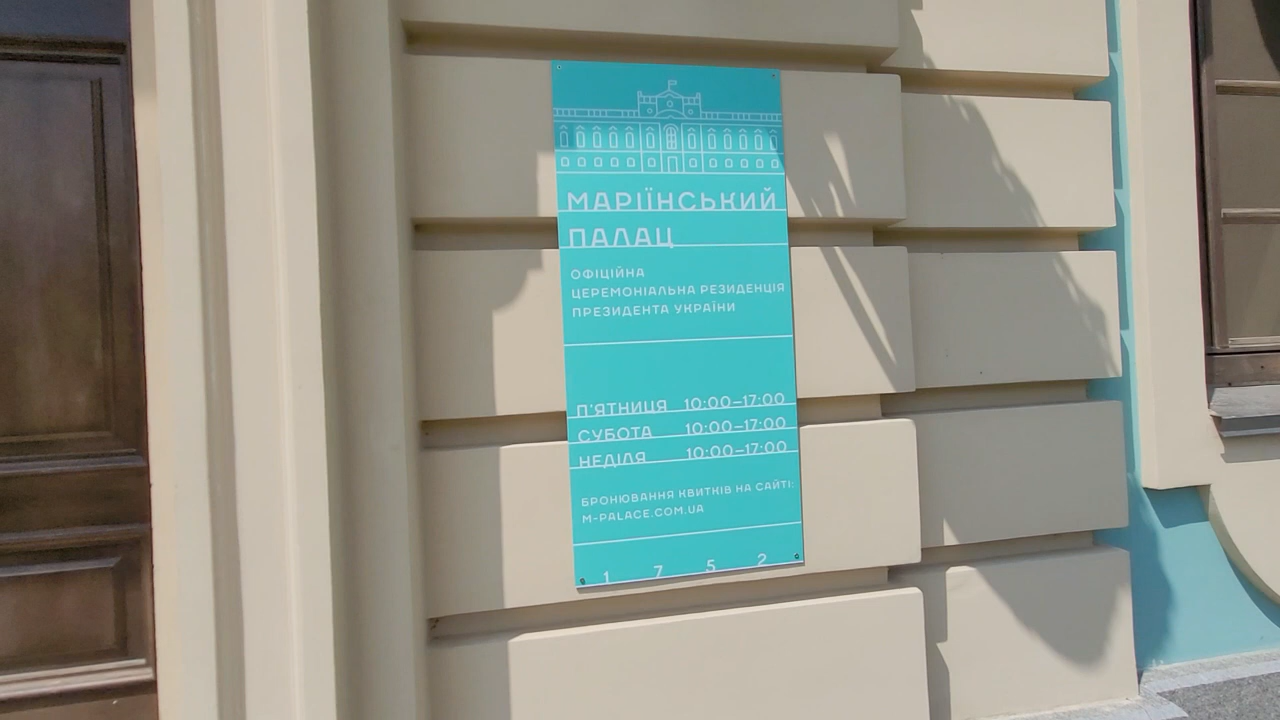 МАРІЇНСЬКИЙ
ПАЛАЦ
ОФІЦІЙНА
ЦЕРЕМОНІАЛЬНА РЕЗИДЕНЦІЯ
ПРЕЗИДЕНТА УКРАЇНИ
П'ЯТНИЦЯ 10:00–17:00
СУБОТА 10:00–17:00
НЕДІЛЯ 10:00–17:00
БРОНЮВАННЯ КВИТКІВ НА САЙТІ:
M-PALACE.COM.UA
1 7 5 2